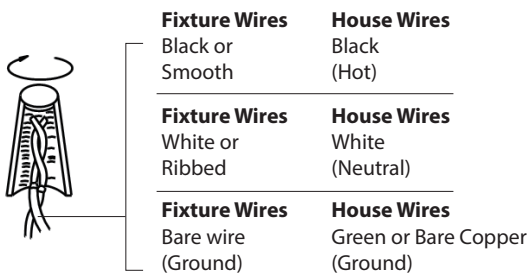 Fixture Wires House Wires
Black or Black
Smooth (Hot)
Fixture Wires House Wires
White or White
Ribbed (Neutral)
Fixture Wires House Wires
Bare wire Green or Bare Copper
(Ground) (Ground)